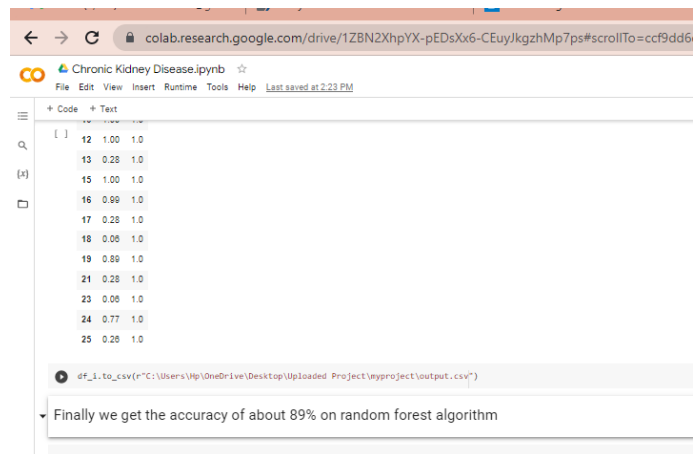 colab.research.google.com/drive/1ZBN2XhpYX-pEDsXx6-CEuyJkgzhMp7ps#scrollTo=ccf9dd6
CO Chronic Kidney Disease.ipynb
File Edit View Insert Runtime Tools Help Last saved at 2:23 PM
+ Code + Text
[ ] 12 1.00 1.0
13 0.28 1.0
{x} 15 1.00 1.0
16 0.99 1.0
17 0.28 1.0
18 0.06 1.0
19 0.89 1.0
21 0.28 1.0
23 0.06 1.0
24 0.77 1.0
25 0.26 1.0
df_i.to_csv(r"C:\Users\Hp\OneDrive\Desktop\Uploaded Project\myproject\output.csv")
Finally we get the accuracy of about 89% on random forest algorithm